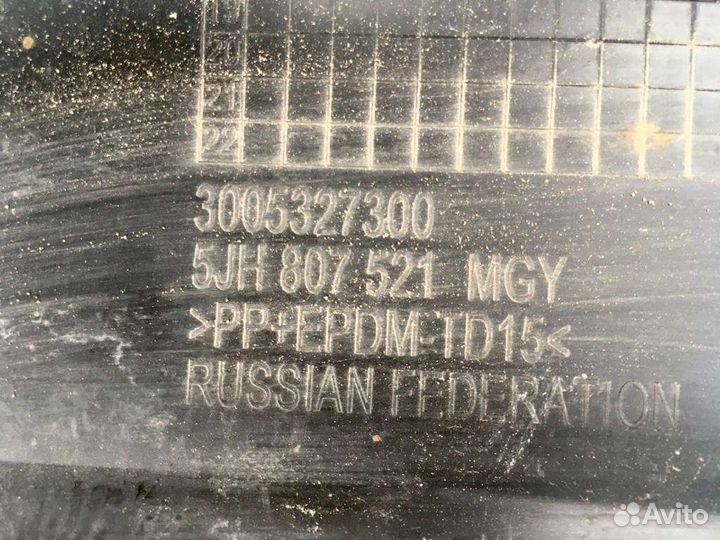 19
20
21
22
3005327300
5JH 807 521 MGY
>PP+EPDM-TD15<
RUSSIAN FEDERATION
Avito